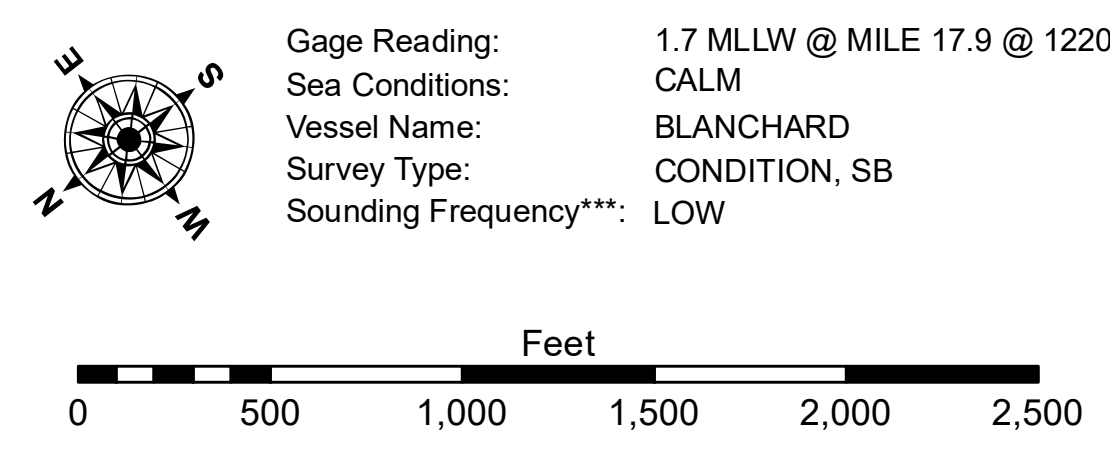 E
S
N
W
Gage Reading: 1.7 MLLW @ MILE 17.9 @ 1220
Sea Conditions: CALM
Vessel Name: BLANCHARD
Survey Type: CONDITION, SB
Sounding Frequency***: LOW
Feet
0 500 1,000 1,500 2,000 2,500